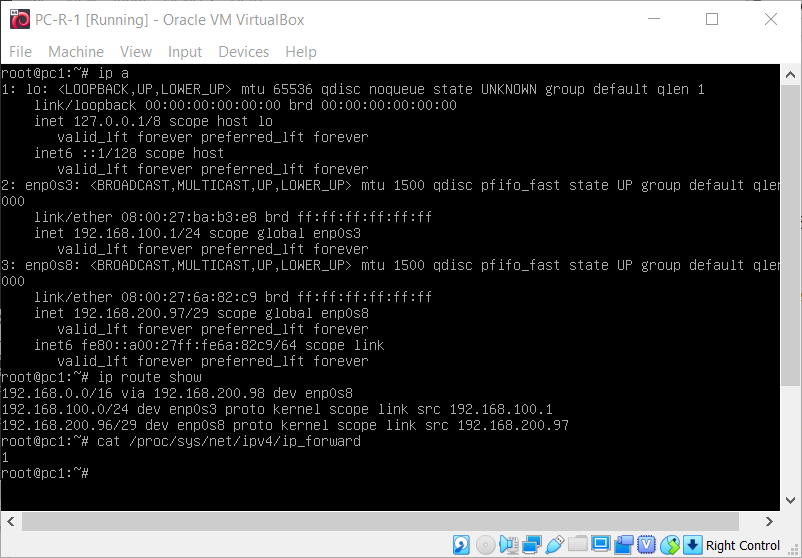 PC-R-1 [Running] - Oracle VM VirtualBox
File Machine View Input Devices Help
root@pc1:~# ip a
1: lo: <LOOPBACK,UP,LOWER_UP> mtu 65536 qdisc noqueue state UNKNOWN group default qlen 1
    link/loopback 00:00:00:00:00:00 brd 00:00:00:00:00:00
    inet 127.0.0.1/8 scope host lo
       valid_lft forever preferred_lft forever
    inet6 ::1/128 scope host
       valid_lft forever preferred_lft forever
2: enp0s3: <BROADCAST,MULTICAST,UP,LOWER_UP> mtu 1500 qdisc pfifo_fast state UP group default qlen
000
    link/ether 08:00:27:ba:b3:e8 brd ff:ff:ff:ff:ff:ff
    inet 192.168.100.1/24 scope global enp0s3
       valid_lft forever preferred_lft forever
3: enp0s8: <BROADCAST,MULTICAST,UP,LOWER_UP> mtu 1500 qdisc pfifo_fast state UP group default qlen
000
    link/ether 08:00:27:6a:82:c9 brd ff:ff:ff:ff:ff:ff
    inet 192.168.200.97/29 scope global enp0s8
       valid_lft forever preferred_lft forever
    inet6 fe80::a00:27ff:fe6a:82c9/64 scope link
       valid_lft forever preferred_lft forever
root@pc1:~# ip route show
192.168.0.0/16 via 192.168.200.98 dev enp0s8
192.168.100.0/24 dev enp0s3 proto kernel scope link src 192.168.100.1
192.168.200.96/29 dev enp0s8 proto kernel scope link src 192.168.200.97
root@pc1:~# cat /proc/sys/net/ipv4/ip_forward
1
root@pc1:~#
Right Control